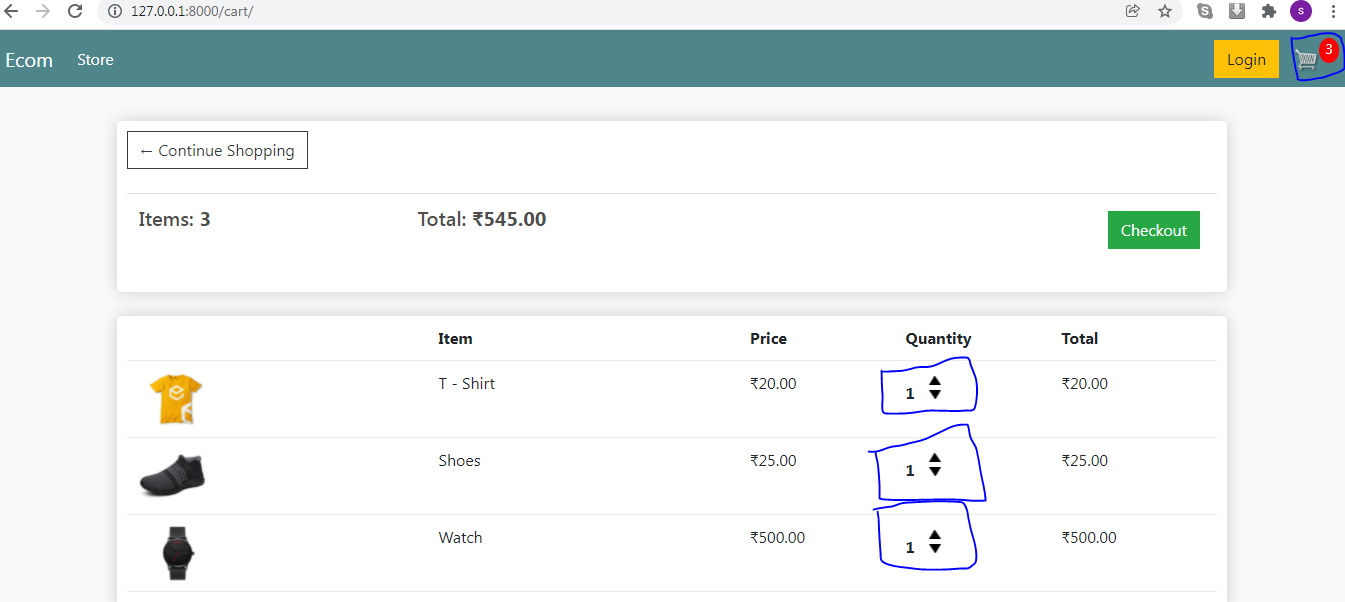 127.0.0.1:8000/cart/
S
Ecom Store Login 3
← Continue Shopping
Items: 3 Total: ₹545.00 Checkout
Item Price Quantity Total
T - Shirt ₹20.00 1 ₹20.00
Shoes ₹25.00 1 ₹25.00
Watch ₹500.00 1 ₹500.00